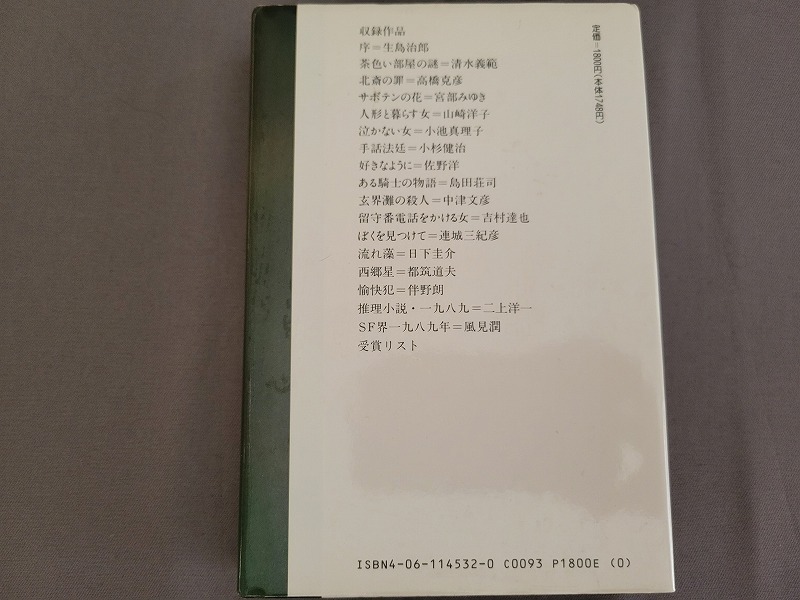 収録作品
序=生島治郎
茶色い部屋の謎=清水義範
北斎の罪=高橋克彦
サボテンの花=宮部みゆき
人形と暮らす女=山崎洋子
泣かない女=小池真理子
手話法廷=小杉健治
好きなように=佐野洋
ある騎士の物語=島田荘司
玄界灘の殺人=中津文彦
留守番電話をかける女=吉村達也
ぼくを見つけて=連城三紀彦
流れ藻=日下圭介
西郷星=都筑道夫
愉快犯=伴野朗
推理小説・一九八九=二上洋一
SF界一九八九年=風見潤
受賞リスト
定価=1800円(本体1748円)
ISBN4-06-114532-0 C0093 P1800E (0)